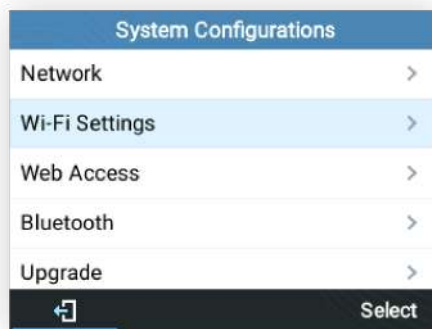 System Configurations
Network
Wi-Fi Settings
Web Access
Bluetooth
Upgrade
Select